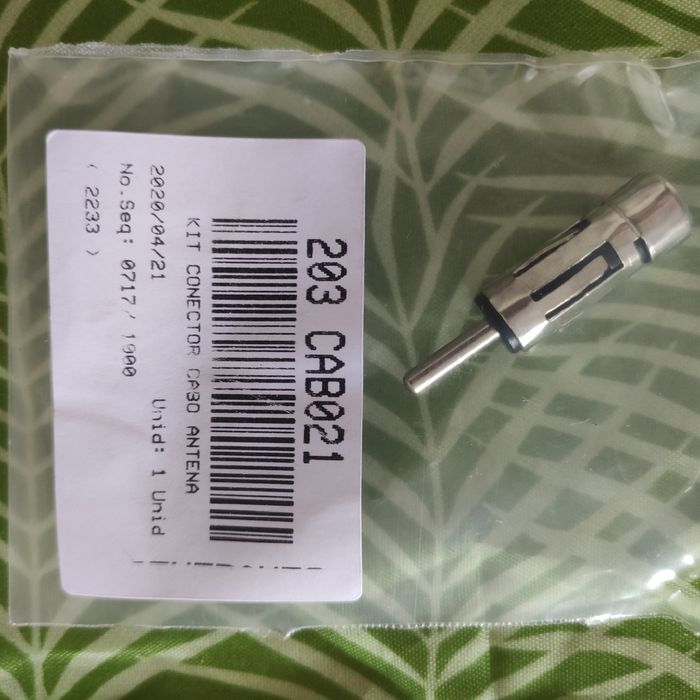 203 CAB021
KIT CONECTOR CABO ANTENA
2020/04/21 Unid: 1 Unid
No.Seq: 0717/ 1900
( 2233 )